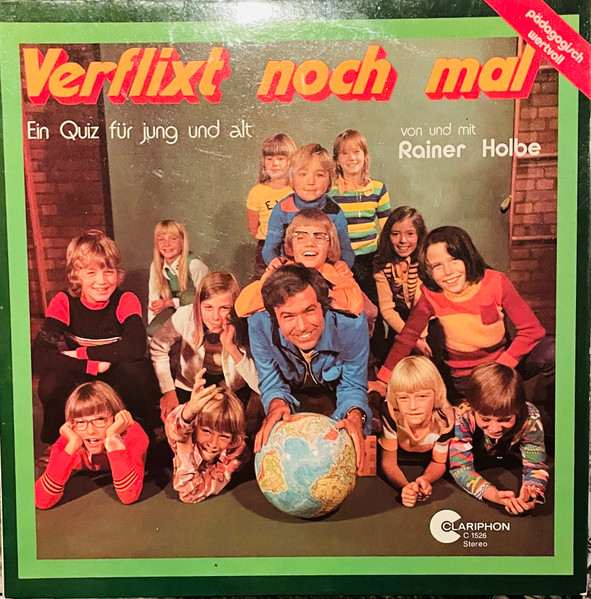 pädagogisch
wertvoll
Verflixt noch mal
Ein Quiz für jung und alt
von und mit
Rainer Holbe
CLARIPHON
C 1526
Stereo